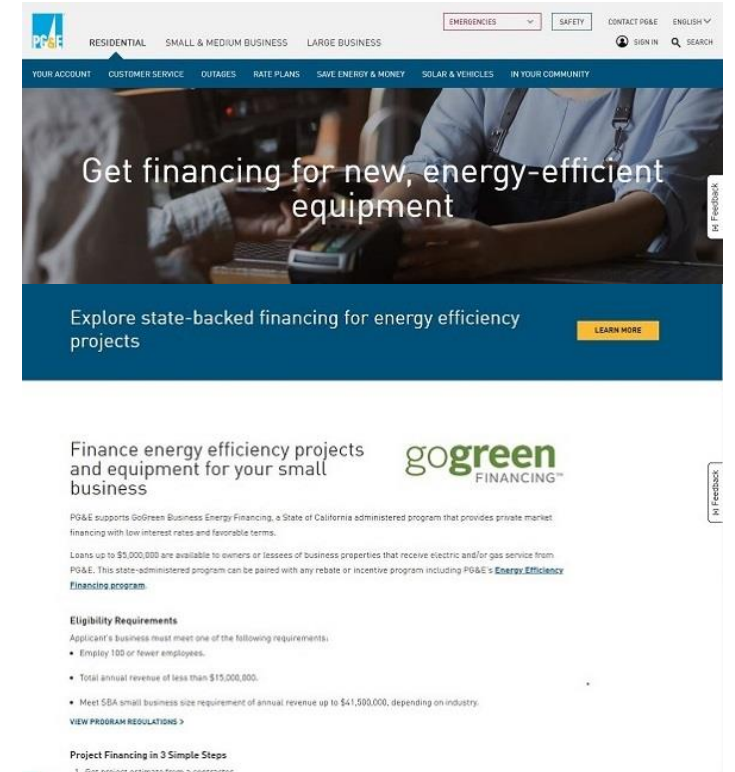 EMERGENCIES SAFETY CONTACT PG&E ENGLISH
PG&E RESIDENTIAL SMALL & MEDIUM BUSINESS LARGE BUSINESS SIGN IN SEARCH
YOUR ACCOUNT CUSTOMER SERVICE OUTAGES RATE PLANS SAVE ENERGY & MONEY SOLAR & VEHICLES IN YOUR COMMUNITY
Get financing for new, energy-efficient
equipment
[+] Feedback
Explore state-backed financing for energy efficiency
projects
LEARN MORE
Finance energy efficiency projects
and equipment for your small
business
gogreen
FINANCING™
[+] Feedback
PG&E supports GoGreen Business Energy Financing, a State of California administered program that provides private market
financing with low interest rates and favorable terms.
Loans up to $5,000,000 are available to owners or lessees of business properties that receive electric and/or gas service from
PG&E. This state-administered program can be paired with any rebate or incentive program including PG&E's Energy Efficiency
Financing program.
Eligibility Requirements
Applicant's business must meet one of the following requirements:
• Employ 100 or fewer employees.
• Total annual revenue of less than $15,000,000.
• Meet SBA small business size requirement of annual revenue up to $41,500,000, depending on industry.
VIEW PROGRAM REGULATIONS >
Project Financing in 3 Simple Steps
1. Get project estimate from a contractor